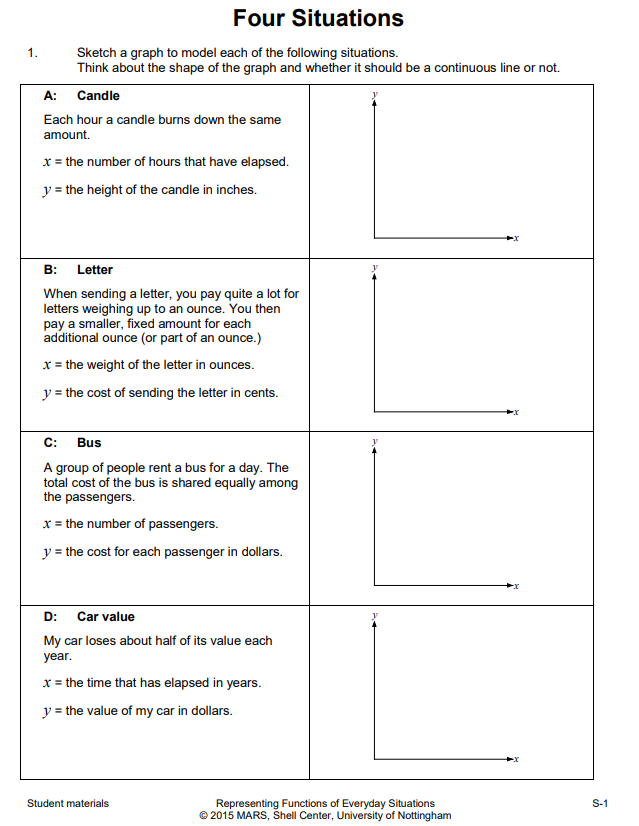 Four Situations
1. Sketch a graph to model each of the following situations.
Think about the shape of the graph and whether it should be a continuous line or not.
A: Candle
Each hour a candle burns down the same
amount.
x = the number of hours that have elapsed.
y = the height of the candle in inches.
y
x
B: Letter
When sending a letter, you pay quite a lot for
letters weighing up to an ounce. You then
pay a smaller, fixed amount for each
additional ounce (or part of an ounce.)
x = the weight of the letter in ounces.
y = the cost of sending the letter in cents.
y
x
C: Bus
A group of people rent a bus for a day. The
total cost of the bus is shared equally among
the passengers.
x = the number of passengers.
y = the cost for each passenger in dollars.
y
x
D: Car value
My car loses about half of its value each
year.
x = the time that has elapsed in years.
y = the value of my car in dollars.
y
x
Student materials Representing Functions of Everyday Situations S-1
© 2015 MARS, Shell Center, University of Nottingham